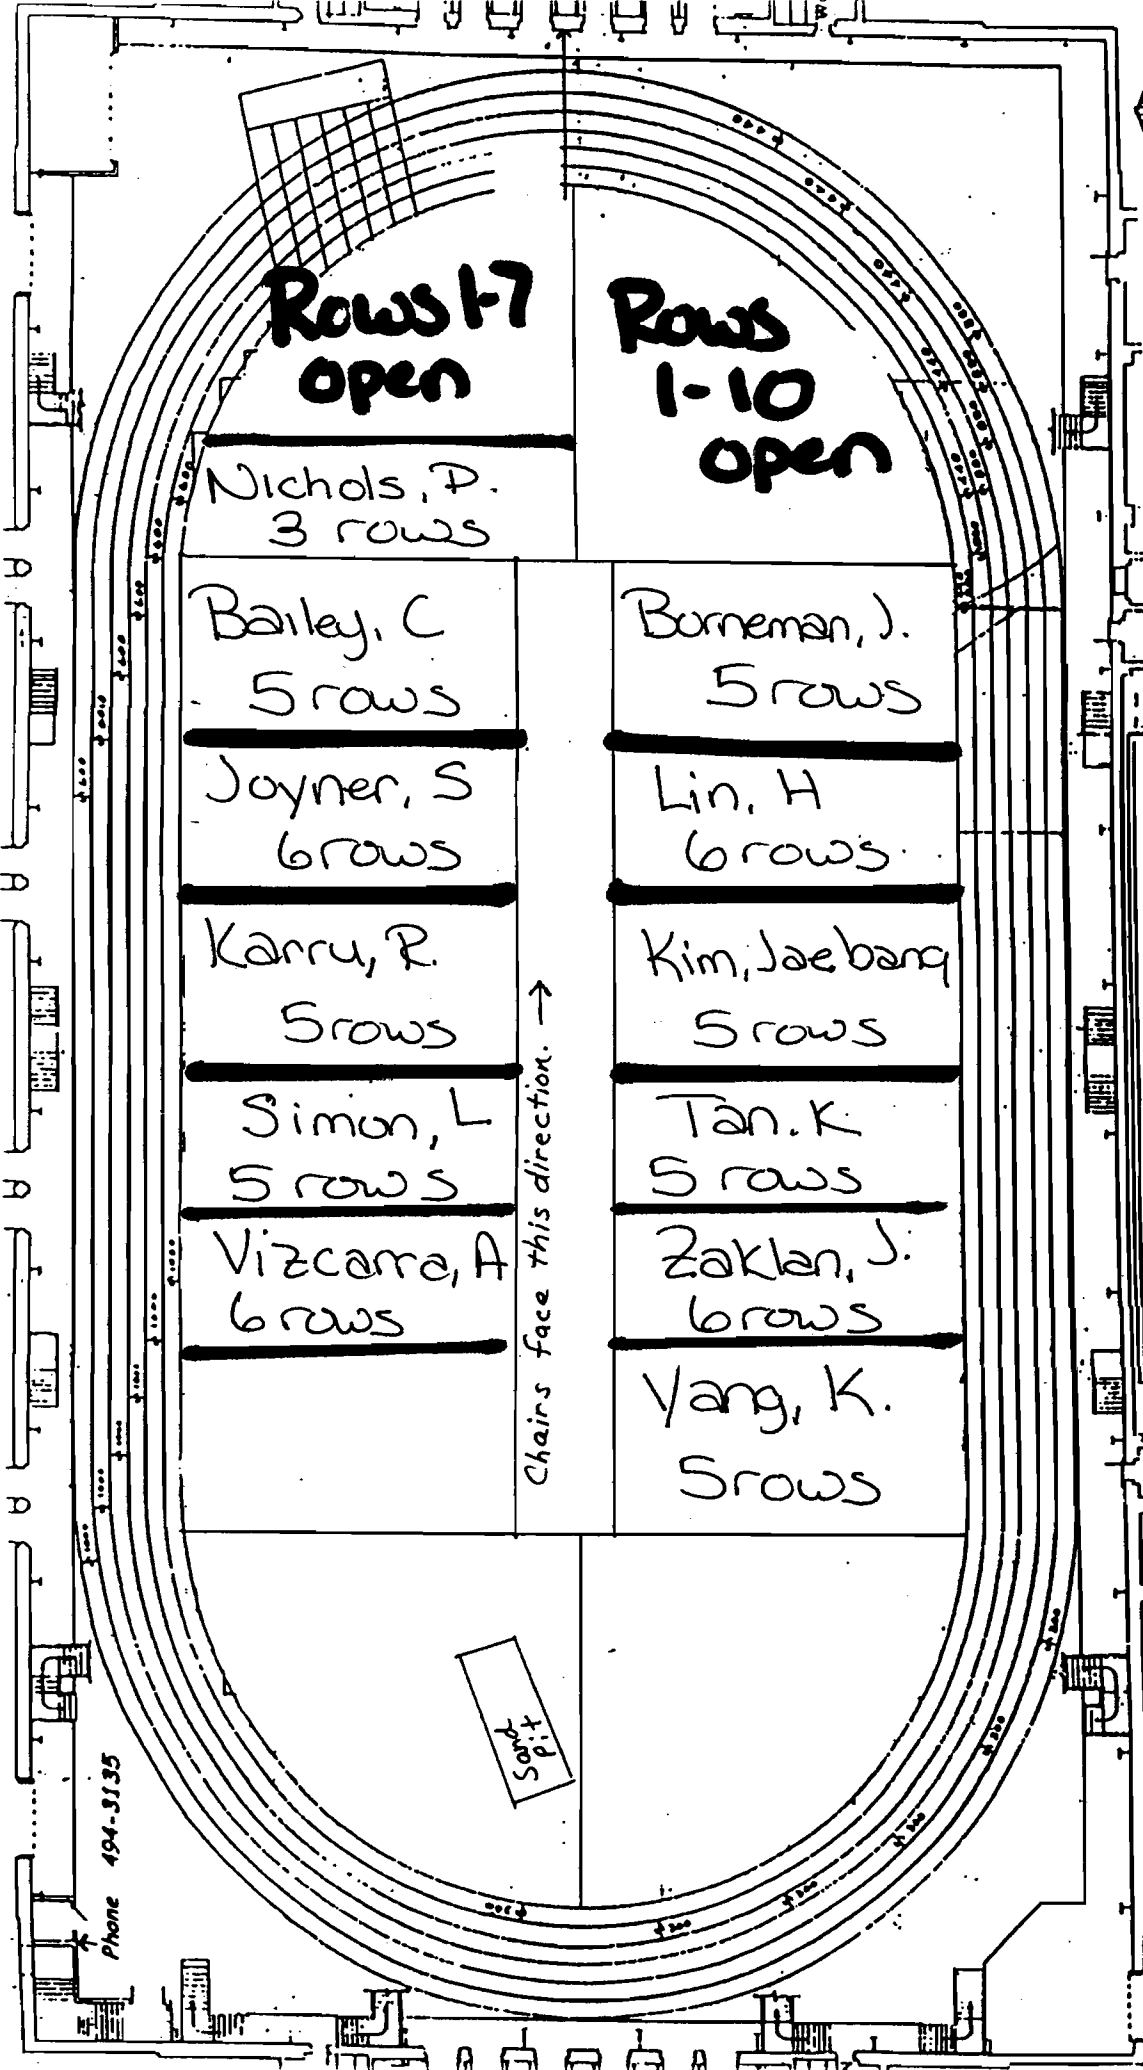 Rows 1-7
open
Rows
1-10
open
Nichols, D.
3 rows
Bailey, C
5 rows
Joyner, S
6 rows
Karru, R.
5 rows
Simon, L
5 rows
Vizcarra, A
6 rows
Chairs face this direction. →
Borneman, J.
5 rows
Lin, H
6 rows
Kim, Jaebang
5 rows
Tan. K
5 rows
Zaklan, J.
6 rows
Yang, K.
5 rows
Sand
Pit
Phone 494-3135